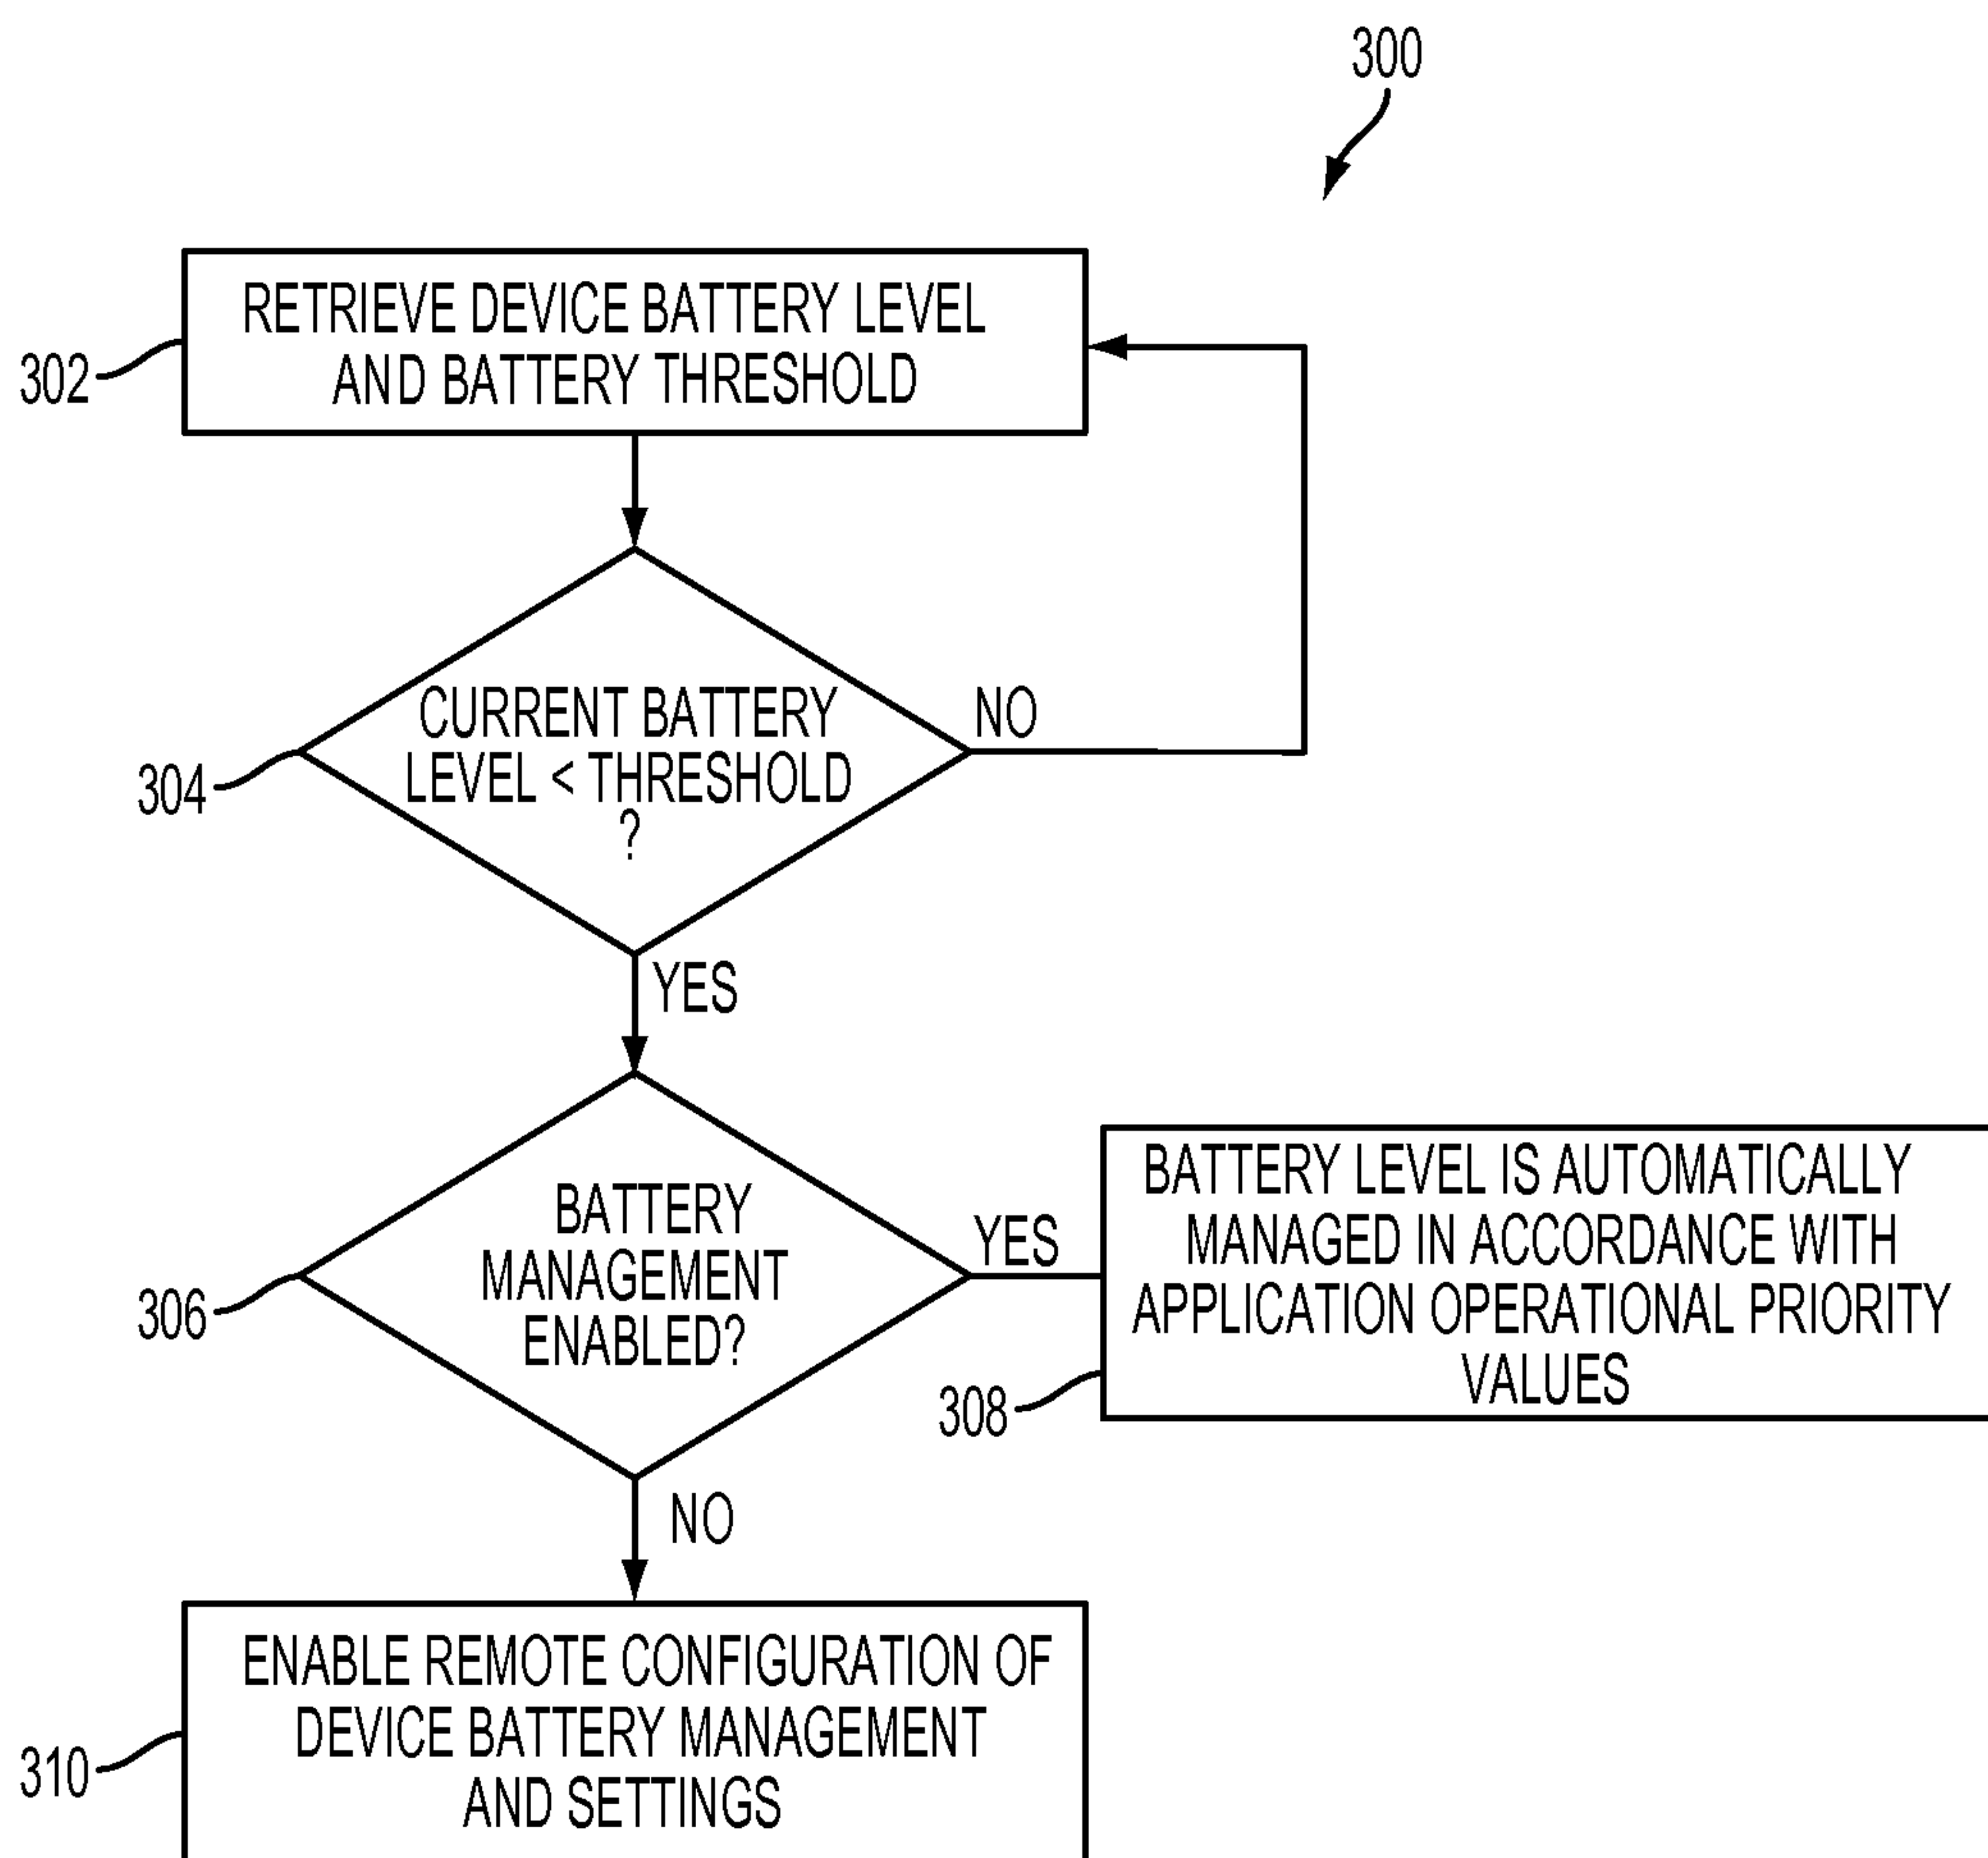 300
RETRIEVE DEVICE BATTERY LEVEL
AND BATTERY THRESHOLD
302
CURRENT BATTERY
LEVEL < THRESHOLD
?
NO
304
YES
BATTERY
MANAGEMENT
ENABLED?
YES
306
BATTERY LEVEL IS AUTOMATICALLY
MANAGED IN ACCORDANCE WITH
APPLICATION OPERATIONAL PRIORITY
VALUES
308
NO
ENABLE REMOTE CONFIGURATION OF
DEVICE BATTERY MANAGEMENT
AND SETTINGS
310